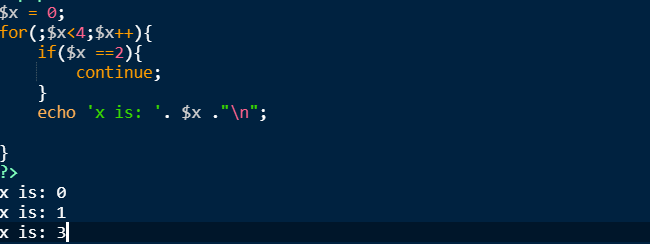 $x = 0;
for(;$x<4;$x++){
    if($x ==2){
        continue;
    }
    echo 'x is: '. $x ."\n";
}
?>
x is: 0
x is: 1
x is: 3